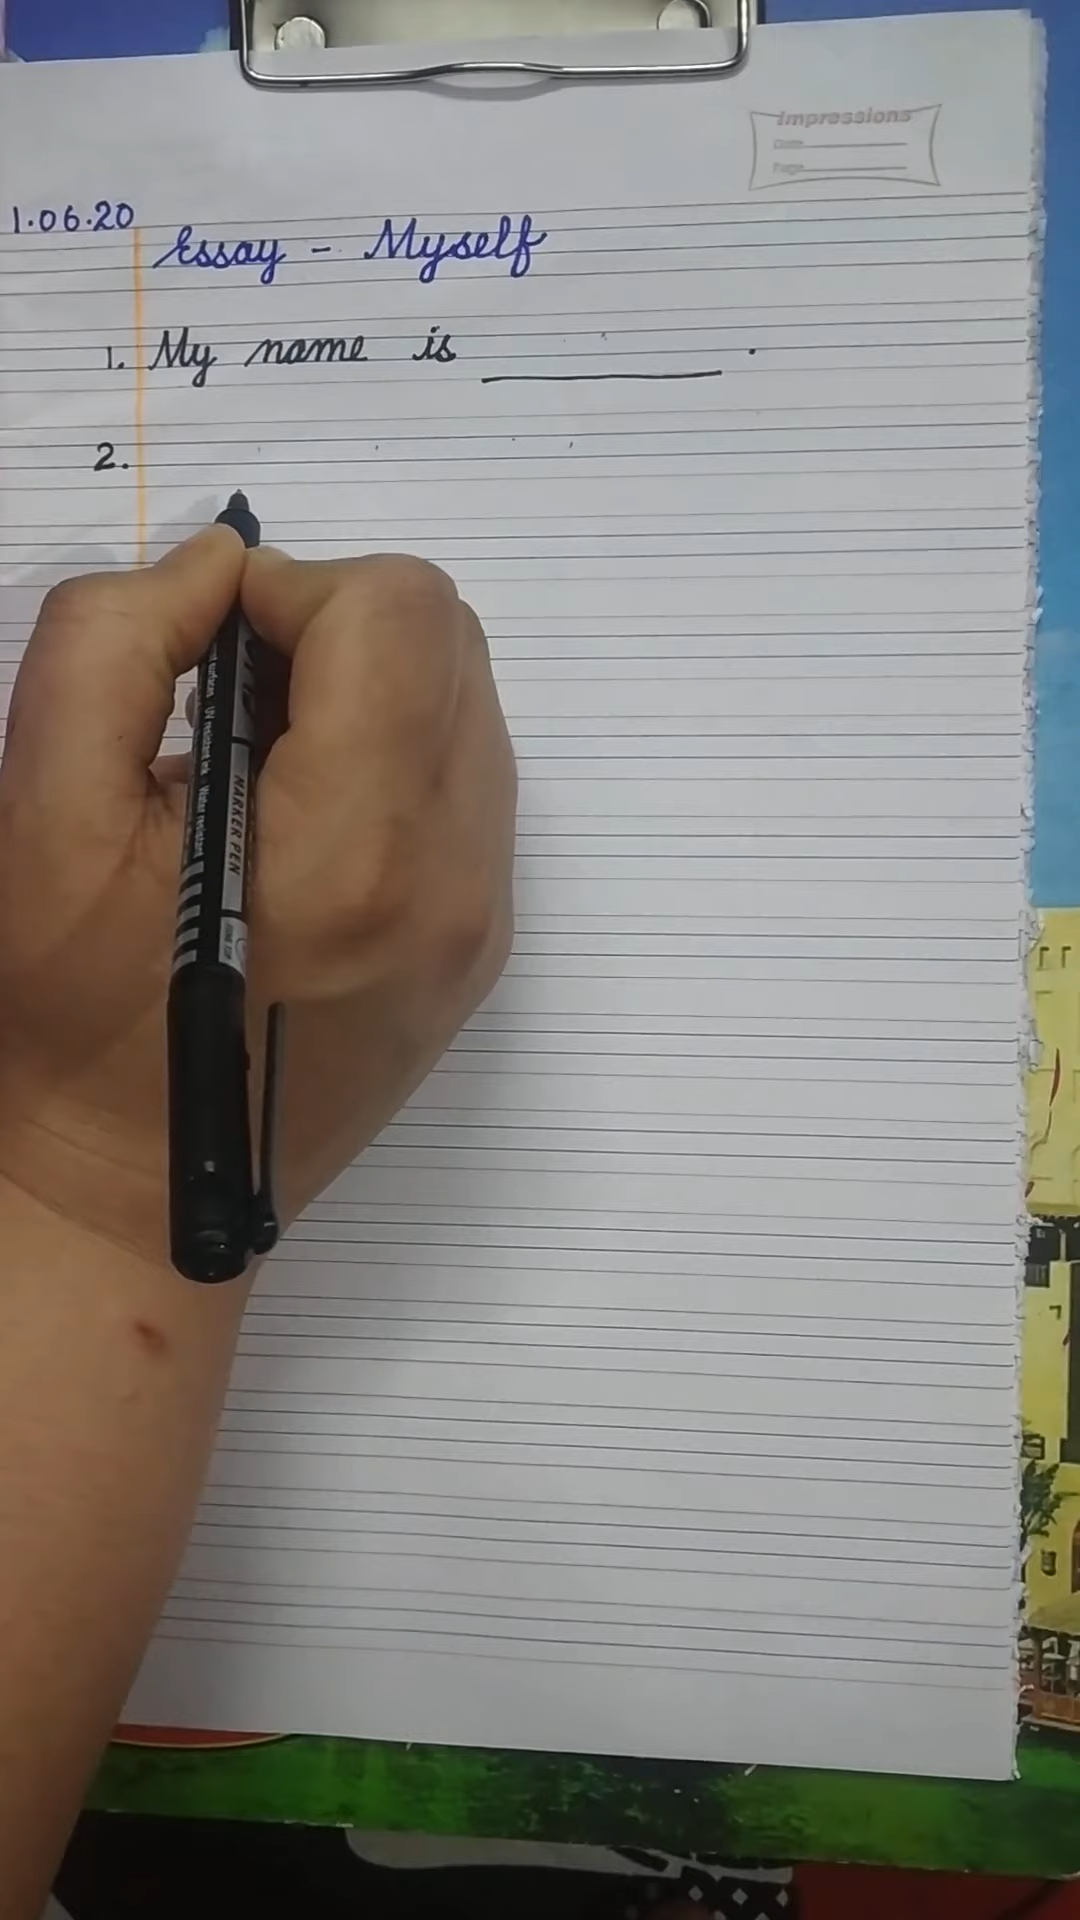 Impressions
Date
Page
1.06.20
Essay - Myself
1. My name is ________ .
2.
UV resistant ink · Water resistant
MARKER PEN